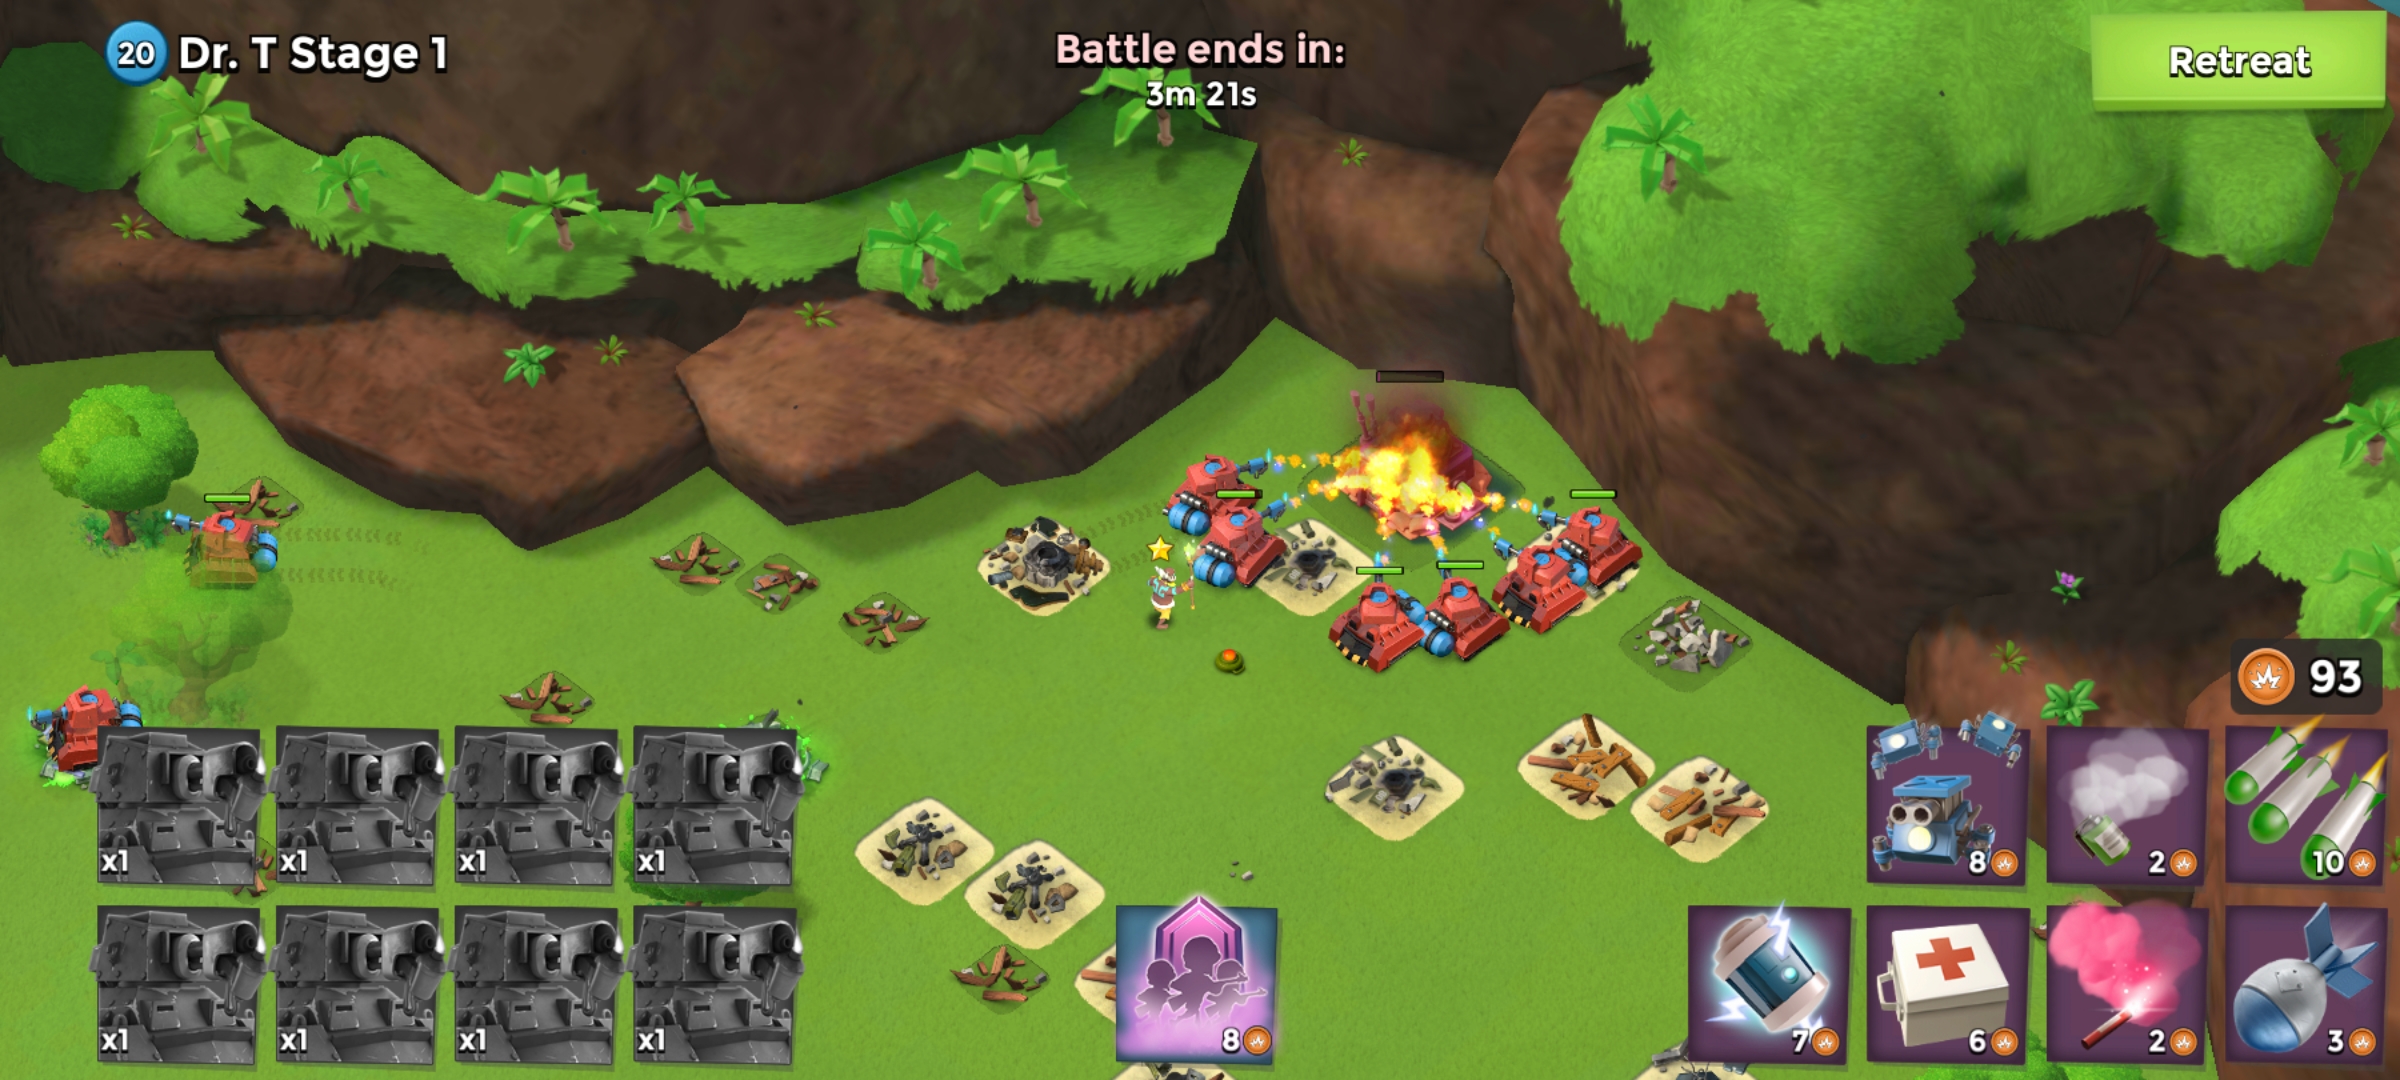 20 Dr. T Stage 1
Battle ends in:
3m 21s
Retreat
93
x1 x1 x1 x1
8 2 10
x1 x1 x1 x1
8
7 6 2 3